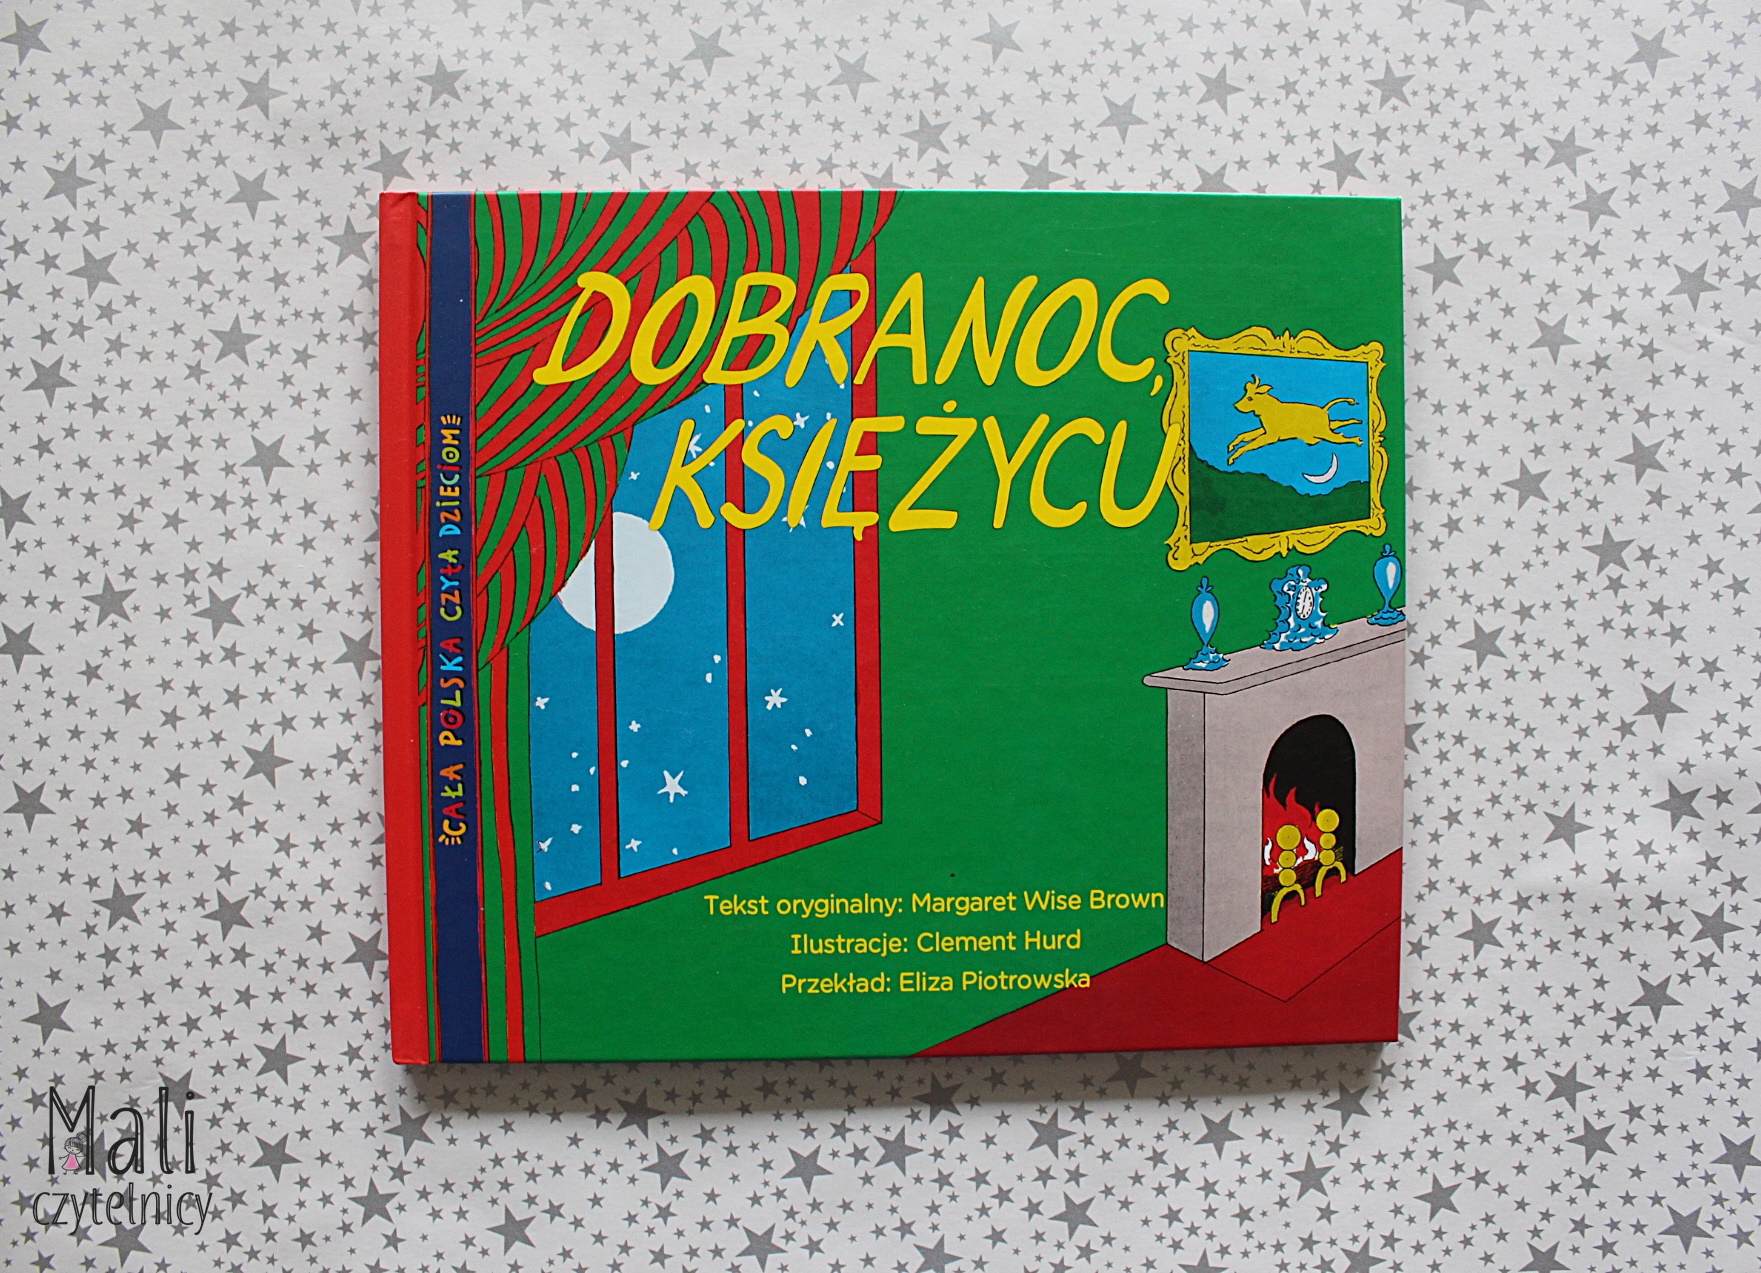 DOBRANOC,
KSIĘŻYCU
CAŁA POLSKA CZYTA DZIECIOM
Tekst oryginalny: Margaret Wise Brown
Ilustracje: Clement Hurd
Przekład: Eliza Piotrowska
Mali
czytelnicy